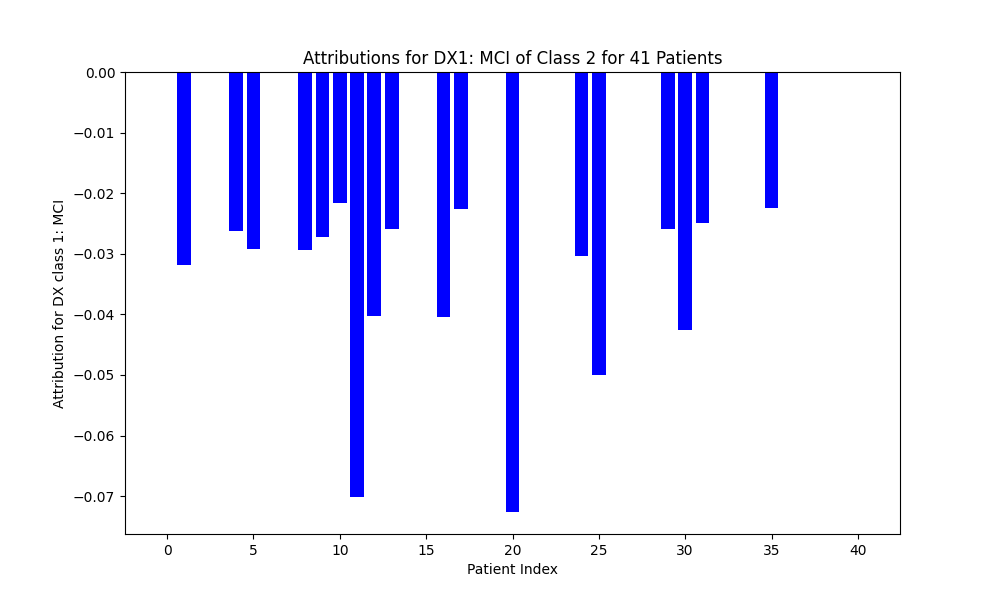 Attributions for DX1: MCI of Class 2 for 41 Patients
Attribution for DX class 1: MCI
0.00
−0.01
−0.02
−0.03
−0.04
−0.05
−0.06
−0.07
0 5 10 15 20 25 30 35 40
Patient Index